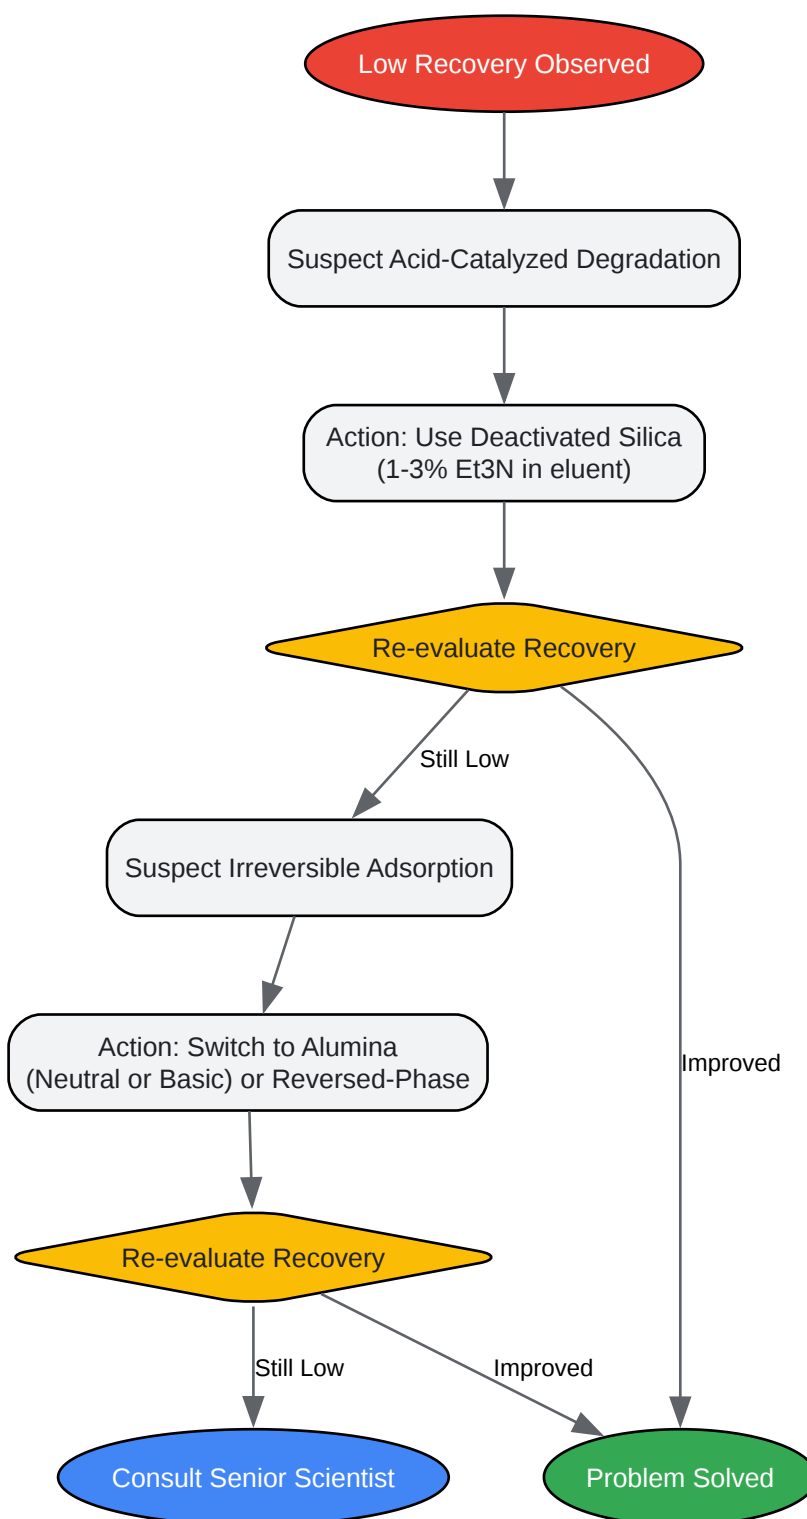 Low Recovery Observed
Suspect Acid-Catalyzed Degradation
Action: Use Deactivated Silica
(1-3% Et3N in eluent)
Re-evaluate Recovery
Still Low
Suspect Irreversible Adsorption
Action: Switch to Alumina
(Neutral or Basic) or Reversed-Phase
Improved
Re-evaluate Recovery
Still Low
Improved
Consult Senior Scientist
Problem Solved